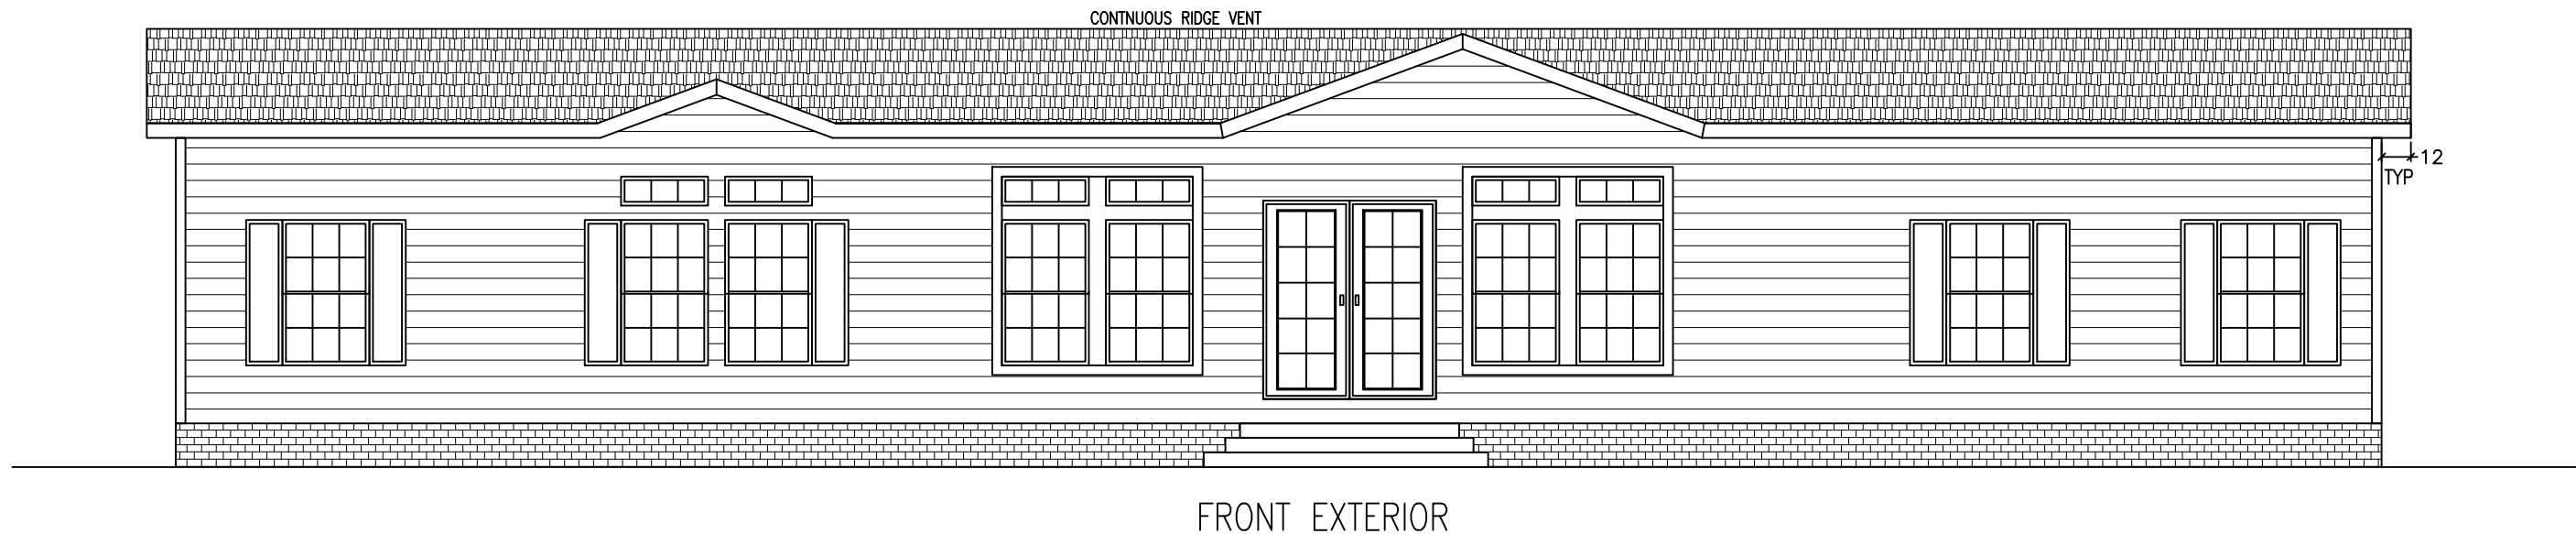 CONTNUOUS RIDGE VENT
12
TYP
FRONT EXTERIOR